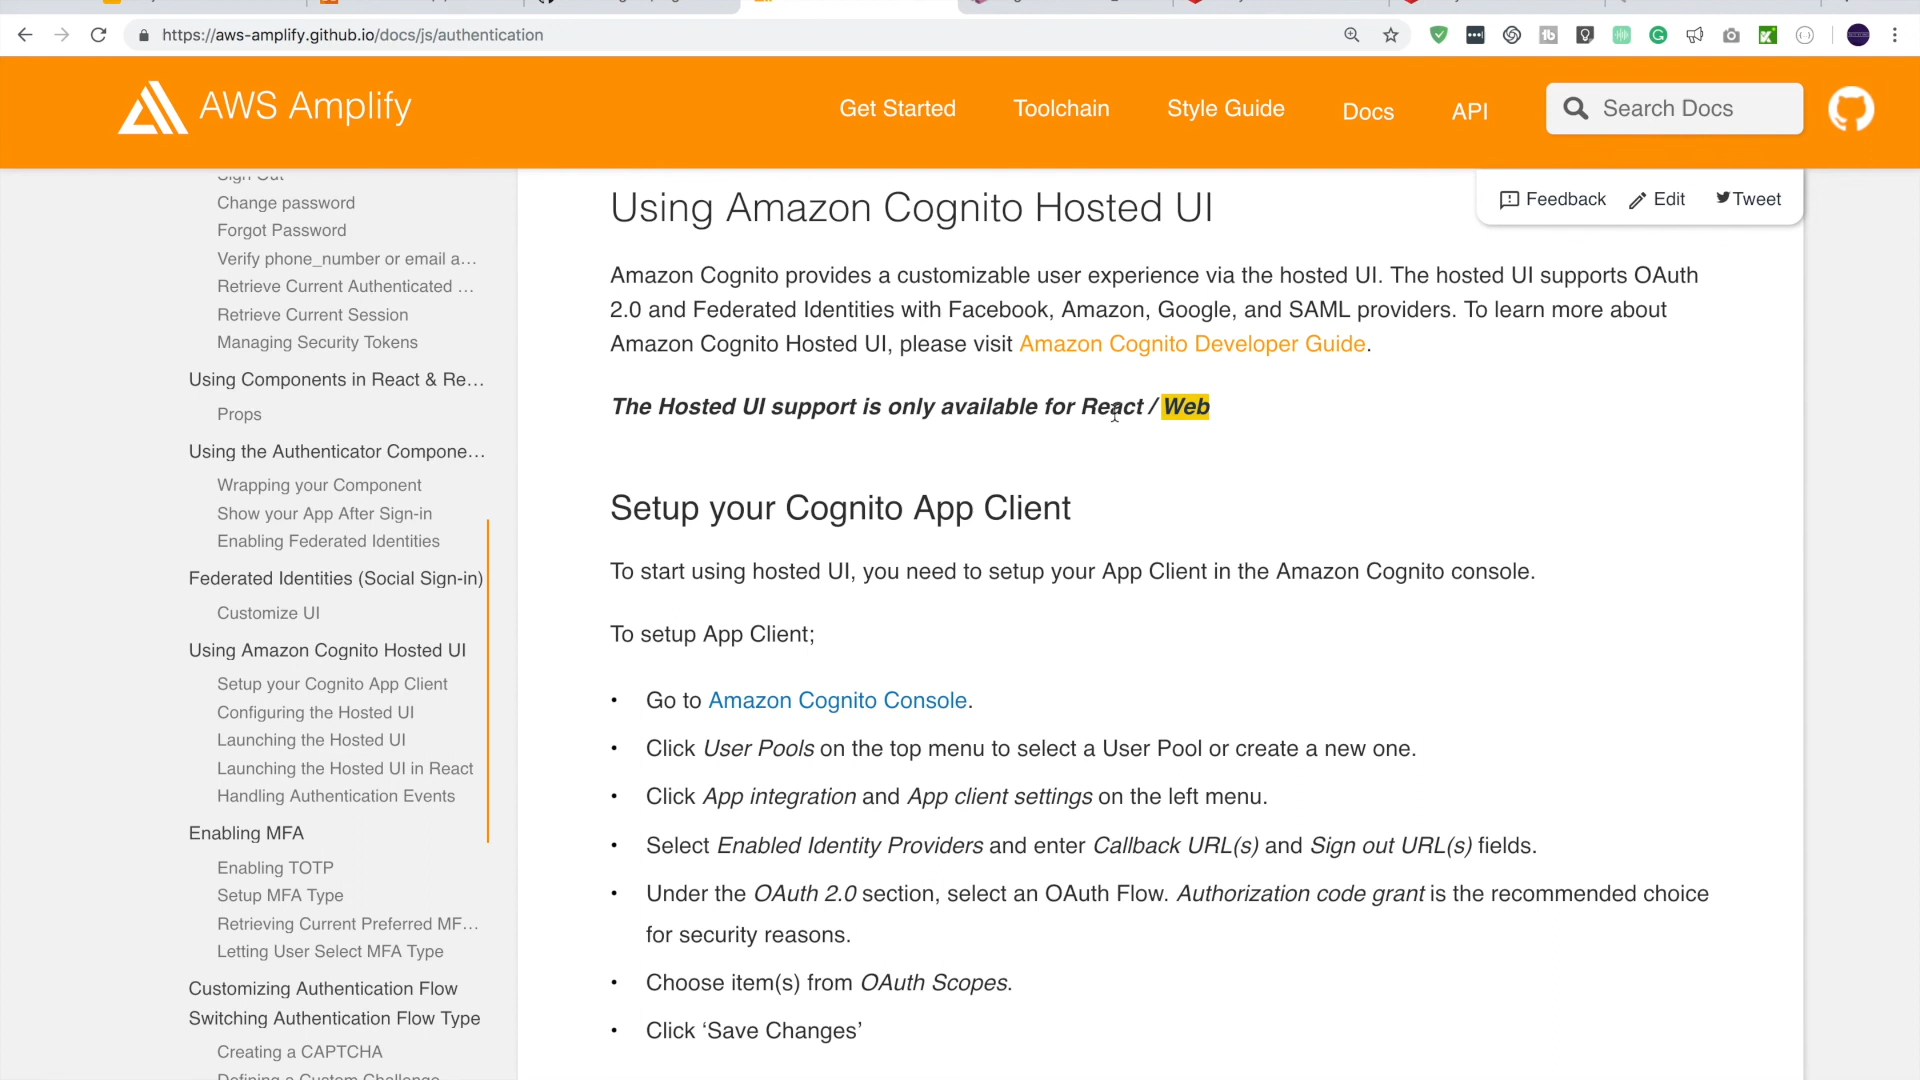 https://aws-amplify.github.io/docs/js/authentication
AWS Amplify
Get Started
Toolchain
Style Guide
Docs
API
Search Docs
Sign Out
Change password
Forgot Password
Verify phone_number or email a...
Retrieve Current Authenticated ...
Retrieve Current Session
Managing Security Tokens
Using Components in React & Re...
Props
Using the Authenticator Compone...
Wrapping your Component
Show your App After Sign-in
Enabling Federated Identities
Federated Identities (Social Sign-in)
Customize UI
Using Amazon Cognito Hosted UI
Setup your Cognito App Client
Configuring the Hosted UI
Launching the Hosted UI
Launching the Hosted UI in React
Handling Authentication Events
Enabling MFA
Enabling TOTP
Setup MFA Type
Retrieving Current Preferred MF...
Letting User Select MFA Type
Customizing Authentication Flow
Switching Authentication Flow Type
Creating a CAPTCHA
Defining a Custom Challenge
Feedback
Edit
Tweet
Using Amazon Cognito Hosted UI
Amazon Cognito provides a customizable user experience via the hosted UI. The hosted UI supports OAuth
2.0 and Federated Identities with Facebook, Amazon, Google, and SAML providers. To learn more about
Amazon Cognito Hosted UI, please visit Amazon Cognito Developer Guide.
The Hosted UI support is only available for React / Web
Setup your Cognito App Client
To start using hosted UI, you need to setup your App Client in the Amazon Cognito console.
To setup App Client;
• Go to Amazon Cognito Console.
• Click User Pools on the top menu to select a User Pool or create a new one.
• Click App integration and App client settings on the left menu.
• Select Enabled Identity Providers and enter Callback URL(s) and Sign out URL(s) fields.
• Under the OAuth 2.0 section, select an OAuth Flow. Authorization code grant is the recommended choice
for security reasons.
• Choose item(s) from OAuth Scopes.
• Click ‘Save Changes’